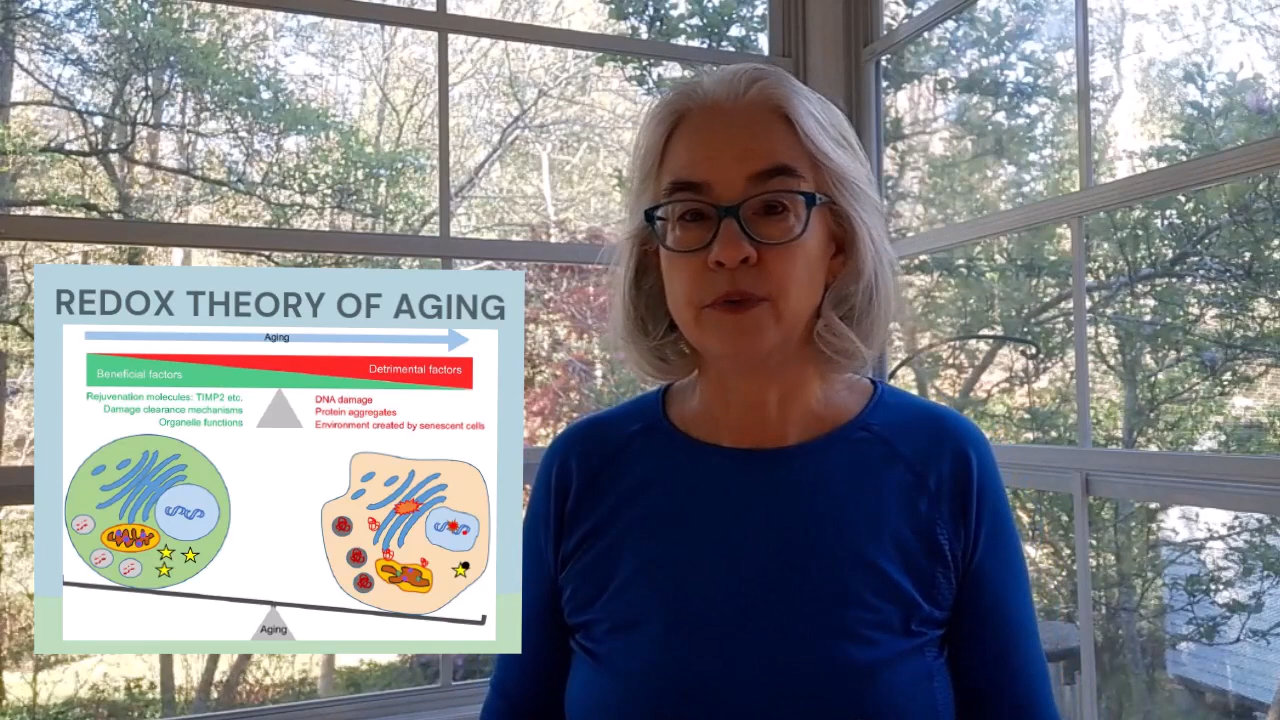 REDOX THEORY OF AGING
Aging
Beneficial factors
Detrimental factors
Rejuvenation molecules: TIMP2 etc.
Damage clearance mechanisms
Organelle functions
DNA damage
Protein aggregates
Environment created by senescent cells
Aging